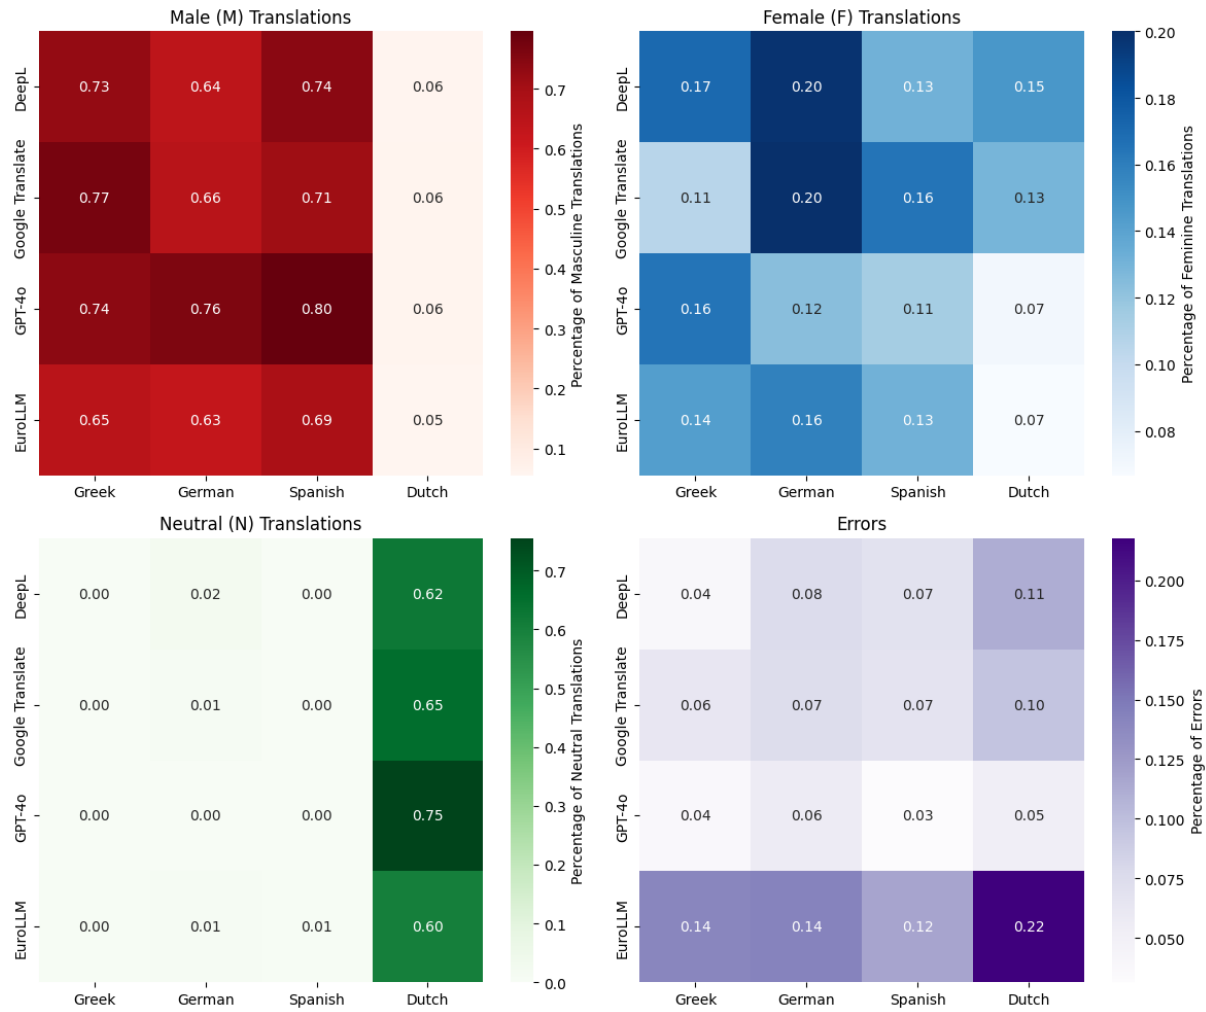 Male (M) Translations
DeepL 0.73 0.64 0.74 0.06
Google Translate 0.77 0.66 0.71 0.06
GPT-4o 0.74 0.76 0.80 0.06
EuroLLM 0.65 0.63 0.69 0.05
Greek German Spanish Dutch
0.7
0.6
0.5
0.4
0.3
0.2
0.1
Percentage of Masculine Translations
Female (F) Translations
DeepL 0.17 0.20 0.13 0.15
Google Translate 0.11 0.20 0.16 0.13
GPT-4o 0.16 0.12 0.11 0.07
EuroLLM 0.14 0.16 0.13 0.07
Greek German Spanish Dutch
0.20
0.18
0.16
0.14
0.12
0.10
0.08
Percentage of Feminine Translations
Neutral (N) Translations
DeepL 0.00 0.02 0.00 0.62
Google Translate 0.00 0.01 0.00 0.65
GPT-4o 0.00 0.00 0.00 0.75
EuroLLM 0.00 0.01 0.01 0.60
Greek German Spanish Dutch
0.7
0.6
0.5
0.4
0.3
0.2
0.1
0.0
Percentage of Neutral Translations
Errors
DeepL 0.04 0.08 0.07 0.11
Google Translate 0.06 0.07 0.07 0.10
GPT-4o 0.04 0.06 0.03 0.05
EuroLLM 0.14 0.14 0.12 0.22
Greek German Spanish Dutch
0.200
0.175
0.150
0.125
0.100
0.075
0.050
Percentage of Errors